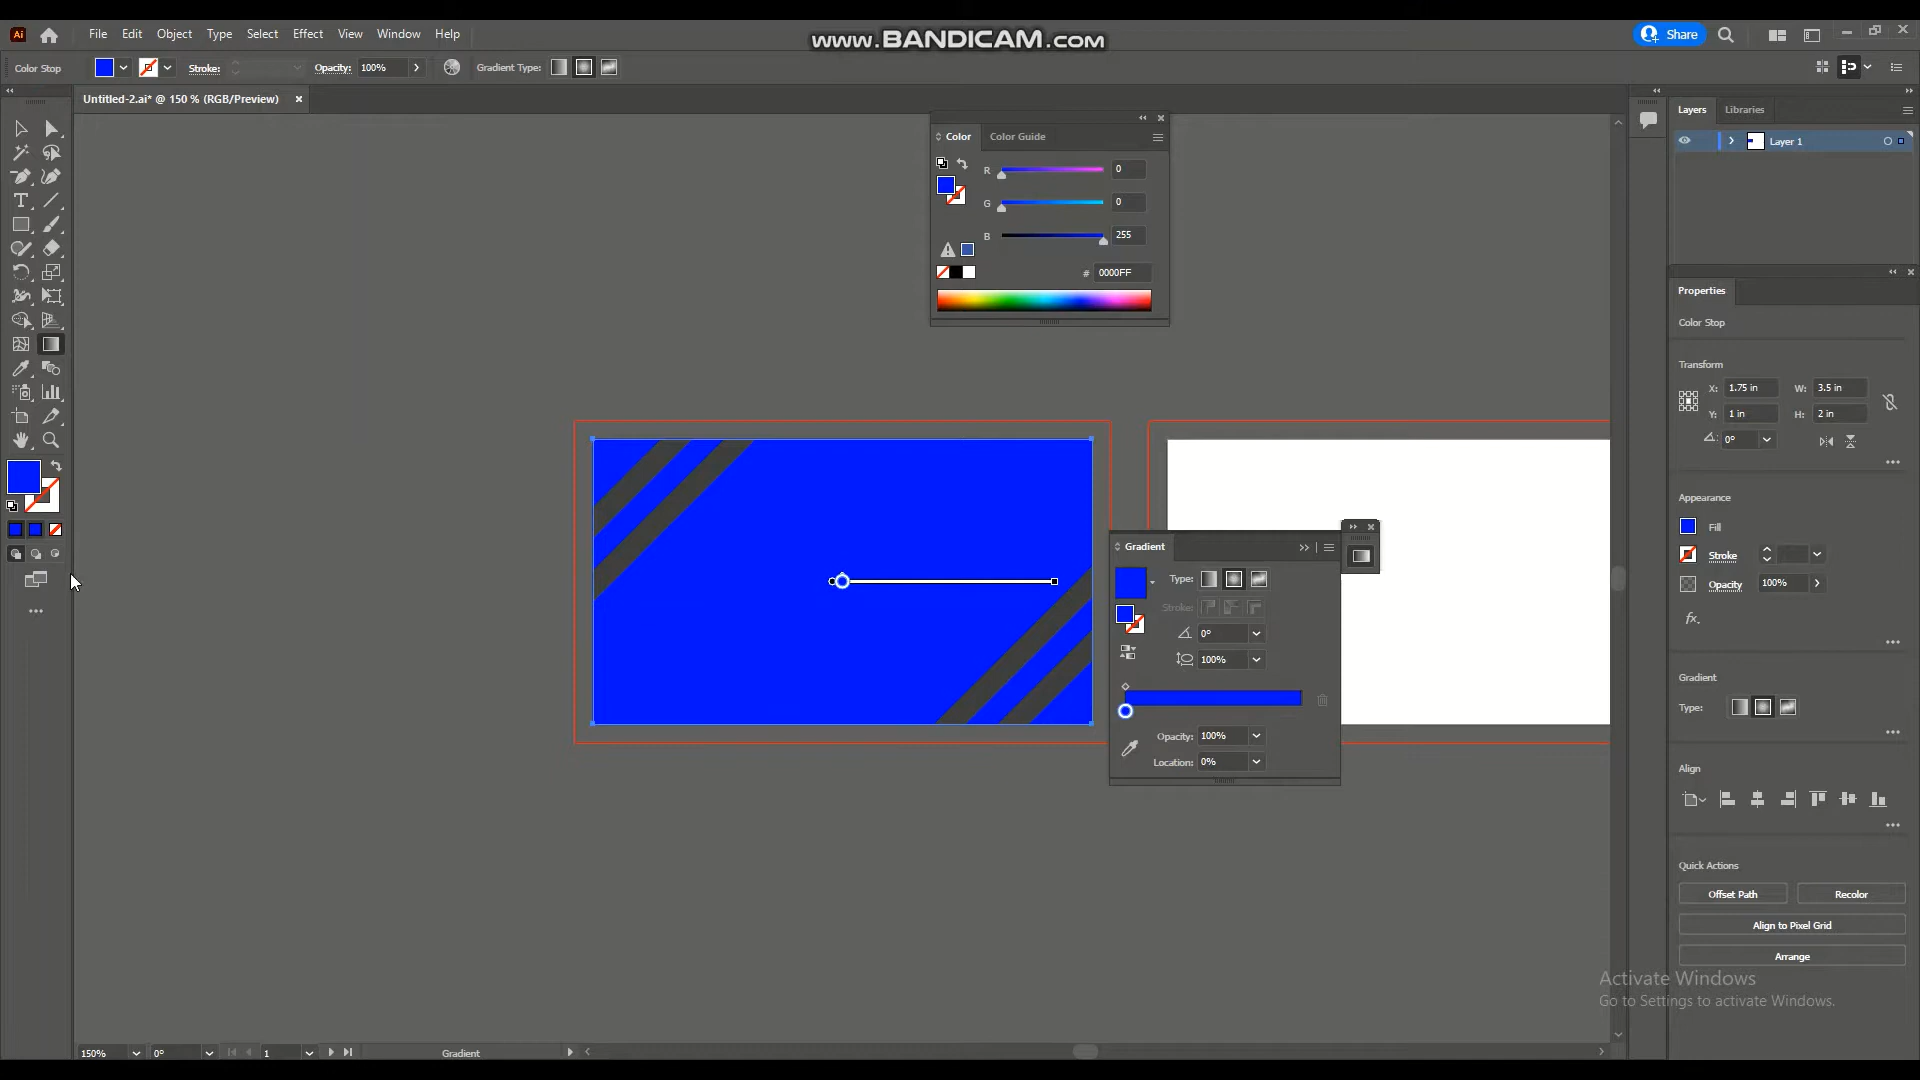 Ai File Edit Object Type Select Effect View Window Help
www.BANDICAM.com
Share
Color Stop Stroke: Opacity: 100% Gradient Type:
Untitled-2.ai* @ 150 % (RGB/Preview) ×
Color Color Guide
R 0
G 0
B 255
# 0000FF
Layers Libraries
Layer 1
Properties
Color Stop
Transform
X: 1.75 in W: 3.5 in
Y: 1 in H: 2 in
0°
Appearance
Fill
Stroke
Opacity 100%
fx.
Gradient
Type:
Align
Quick Actions
Offset Path Recolor
Align to Pixel Grid
Arrange
Gradient
Type:
Stroke:
0°
100%
Opacity: 100%
Location: 0%
Activate Windows
Go to Settings to activate Windows.
150% 0° 1 Gradient